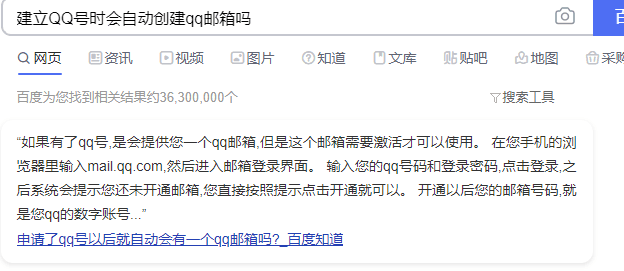 建立QQ号时会自动创建qq邮箱吗
百
网页 资讯 视频 图片 知道 文库 贴吧 地图 采购
百度为您找到相关结果约36,300,000个 搜索工具
“如果有了qq号,是会提供您一个qq邮箱,但是这个邮箱需要激活才可以使用。 在您手机的浏
览器里输入mail.qq.com,然后进入邮箱登录界面。 输入您的qq号码和登录密码,点击登录,之
后系统会提示您还未开通邮箱,您直接按照提示点击开通就可以。 开通以后您的邮箱号码,就
是您qq的数字账号...”
申请了qq号以后就自动会有一个qq邮箱吗?_百度知道